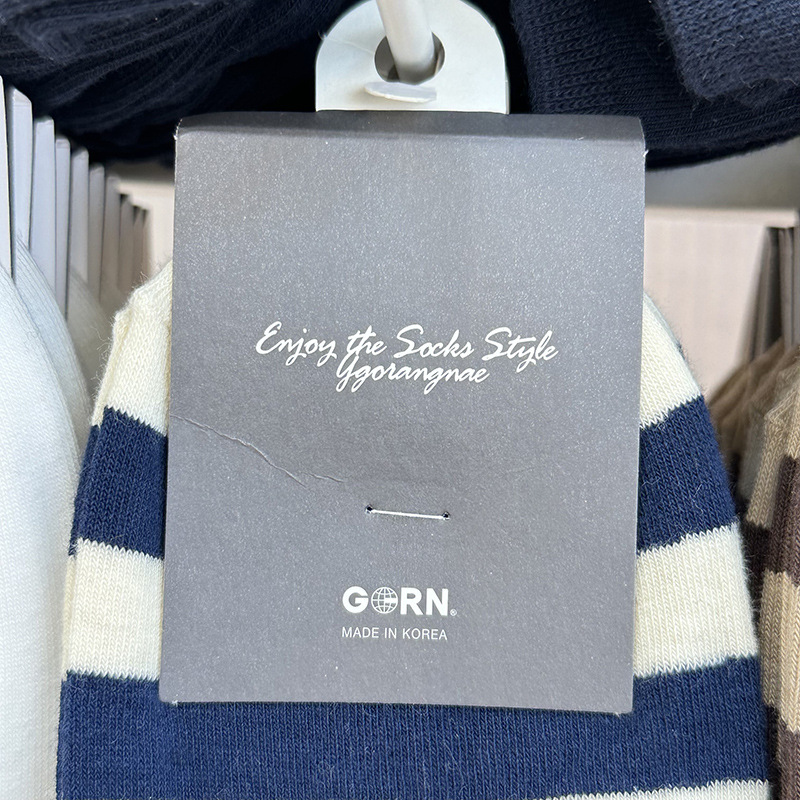 Enjoy the Socks Style
Ygorangnae
GORN®
MADE IN KOREA